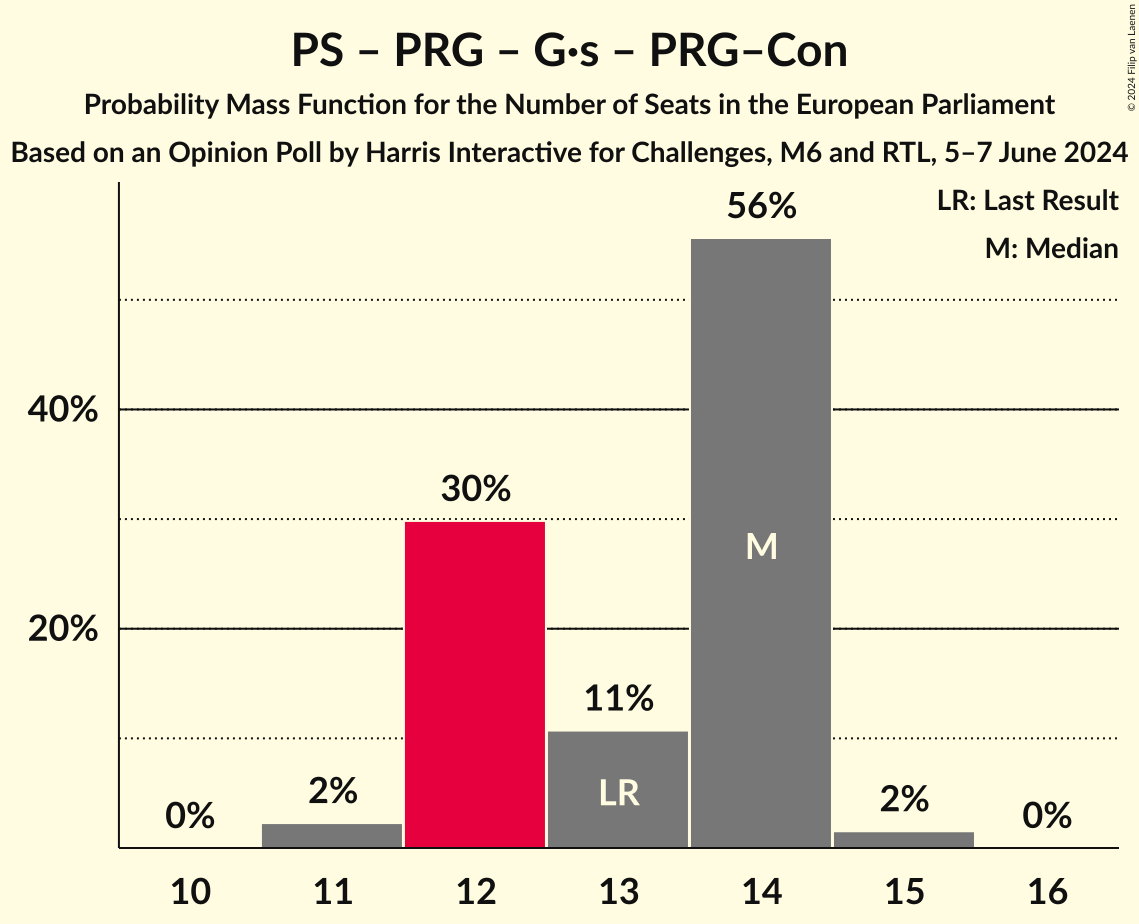 PS – PRG – G·s – PRG–Con
Probability Mass Function for the Number of Seats in the European Parliament
Based on an Opinion Poll by Harris Interactive for Challenges, M6 and RTL, 5–7 June 2024
© 2024 Filip van Laenen
LR: Last Result
M: Median
56%
40%
30%
M
20%
11%
LR
0%
2%
2%
0%
10 11 12 13 14 15 16